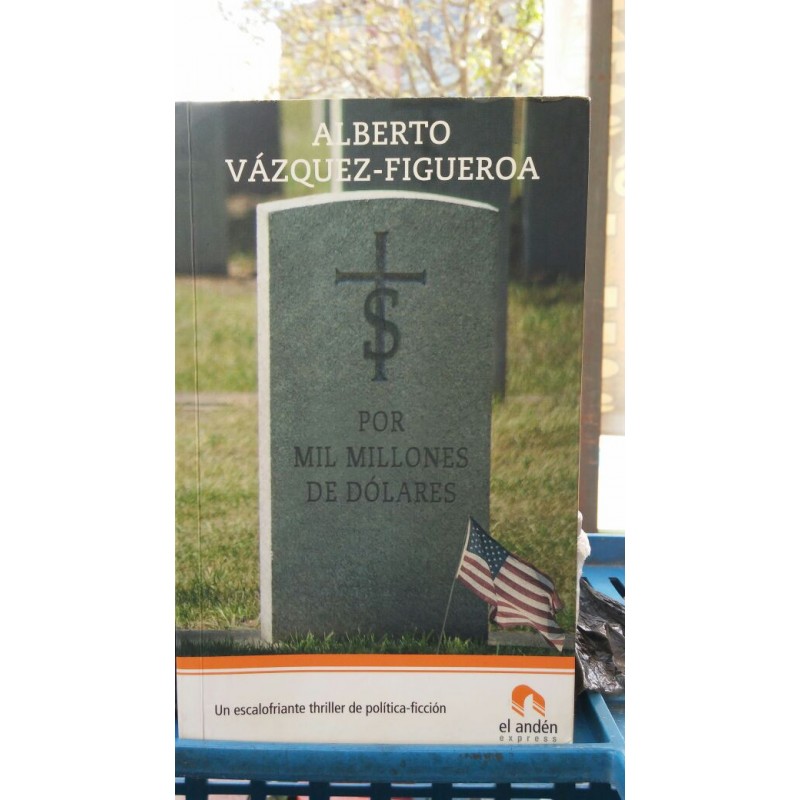 ALBERTO
VÁZQUEZ-FIGUEROA
$
POR
MIL MILLONES
DE DÓLARES
Un escalofriante thriller de política-ficción
el andén
express